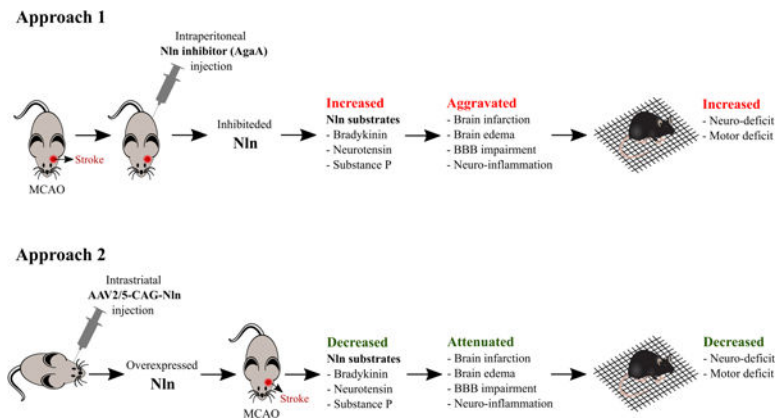 Approach 1
Intraperitoneal
Nln inhibitor (AgaA)
injection
Stroke
MCAO
Inhibiteded
Nln
Increased
Nln substrates
- Bradykinin
- Neurotensin
- Substance P
Aggravated
- Brain infarction
- Brain edema
- BBB impairment
- Neuro-inflammation
Increased
- Neuro-deficit
- Motor deficit
Approach 2
Intrastriatal
AAV2/5-CAG-Nln
injection
Overexpressed
Nln
Stroke
MCAO
Decreased
Nln substrates
- Bradykinin
- Neurotensin
- Substance P
Attenuated
- Brain infarction
- Brain edema
- BBB impairment
- Neuro-inflammation
Decreased
- Neuro-deficit
- Motor deficit